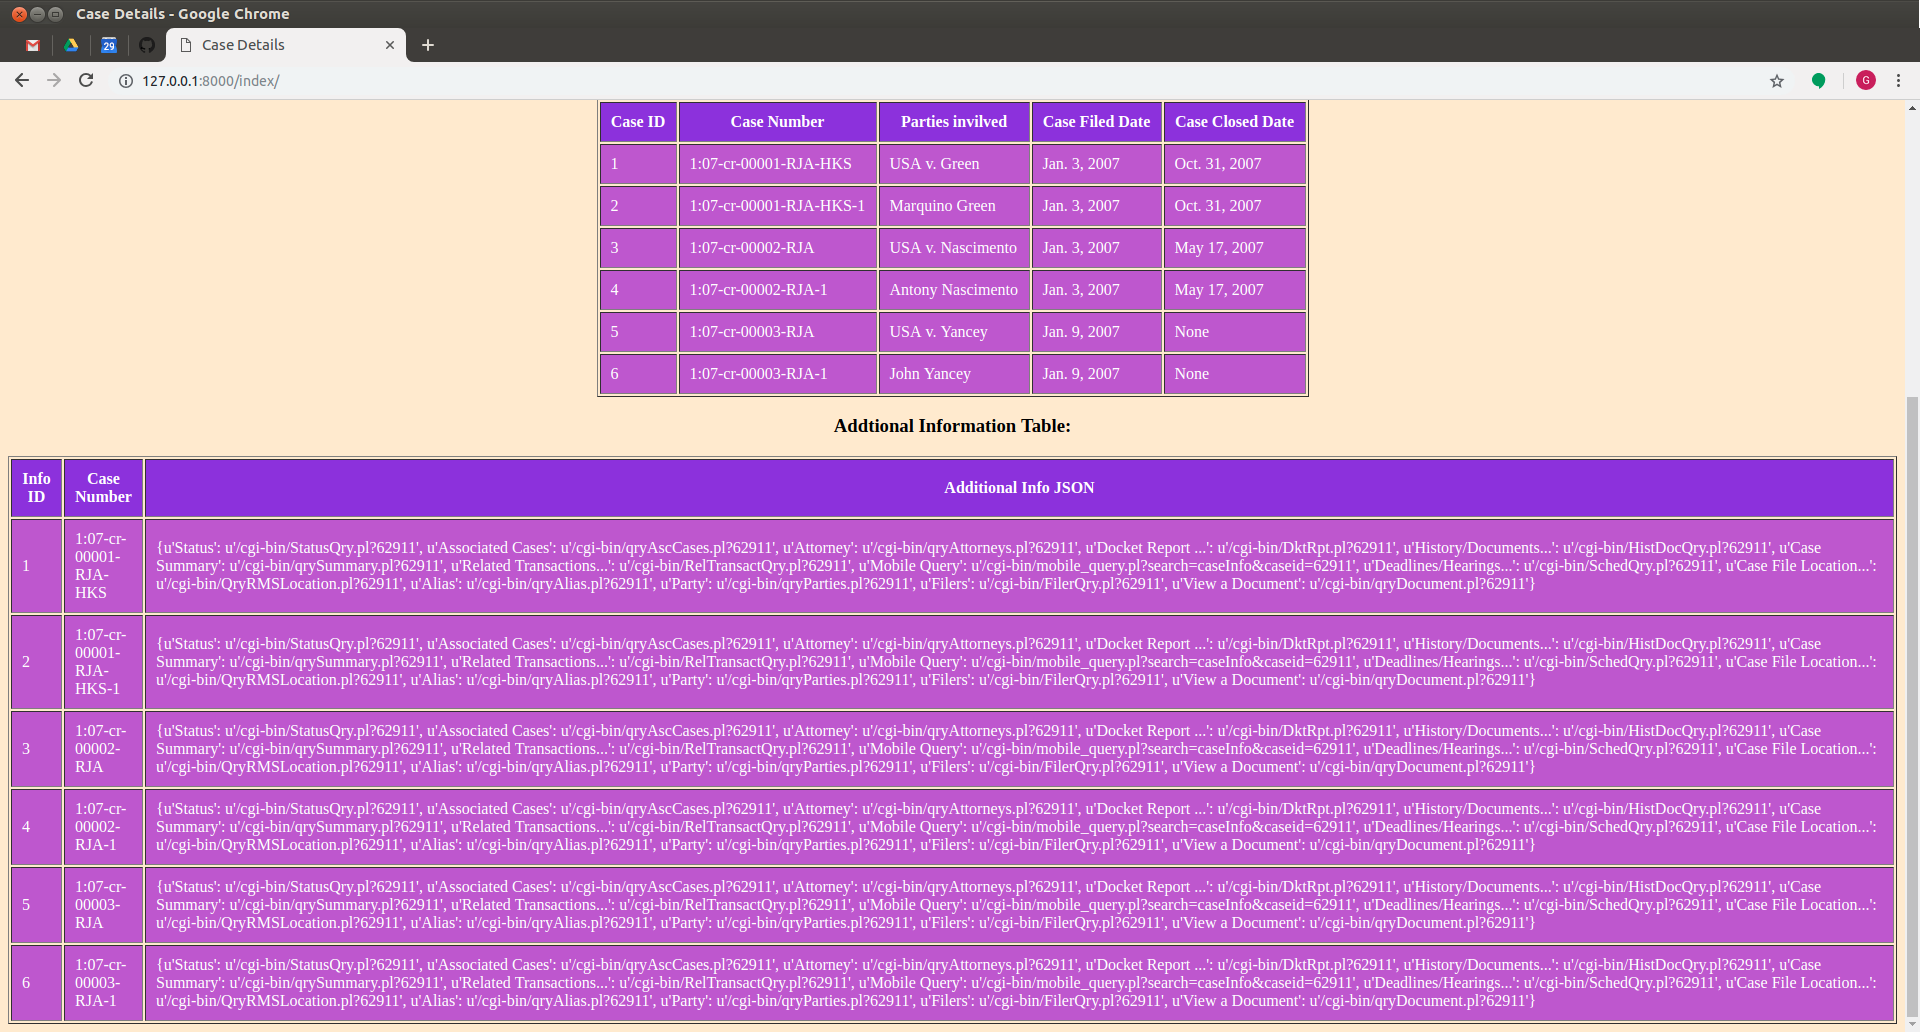 Case Details - Google Chrome
29
Case Details
127.0.0.1:8000/index/
G
Case ID Case Number Parties invilved Case Filed Date Case Closed Date
1 1:07-cr-00001-RJA-HKS USA v. Green Jan. 3, 2007 Oct. 31, 2007
2 1:07-cr-00001-RJA-HKS-1 Marquino Green Jan. 3, 2007 Oct. 31, 2007
3 1:07-cr-00002-RJA USA v. Nascimento Jan. 3, 2007 May 17, 2007
4 1:07-cr-00002-RJA-1 Antony Nascimento Jan. 3, 2007 May 17, 2007
5 1:07-cr-00003-RJA USA v. Yancey Jan. 9, 2007 None
6 1:07-cr-00003-RJA-1 John Yancey Jan. 9, 2007 None
Addtional Information Table:
Info
ID
Case
Number
Additional Info JSON
1
1:07-cr-
00001-
RJA-
HKS
{u'Status': u'/cgi-bin/StatusQry.pl?62911', u'Associated Cases': u'/cgi-bin/qryAscCases.pl?62911', u'Attorney': u'/cgi-bin/qryAttorneys.pl?62911', u'Docket Report ...': u'/cgi-bin/DktRpt.pl?62911', u'History/Documents...': u'/cgi-bin/HistDocQry.pl?62911', u'Case
Summary': u'/cgi-bin/qrySummary.pl?62911', u'Related Transactions...': u'/cgi-bin/RelTransactQry.pl?62911', u'Mobile Query': u'/cgi-bin/mobile_query.pl?search=caseInfo&caseid=62911', u'Deadlines/Hearings...': u'/cgi-bin/SchedQry.pl?62911', u'Case File Location...':
u'/cgi-bin/QryRMSLocation.pl?62911', u'Alias': u'/cgi-bin/qryAlias.pl?62911', u'Party': u'/cgi-bin/qryParties.pl?62911', u'Filers': u'/cgi-bin/FilerQry.pl?62911', u'View a Document': u'/cgi-bin/qryDocument.pl?62911'}
2
1:07-cr-
00001-
RJA-
HKS-1
{u'Status': u'/cgi-bin/StatusQry.pl?62911', u'Associated Cases': u'/cgi-bin/qryAscCases.pl?62911', u'Attorney': u'/cgi-bin/qryAttorneys.pl?62911', u'Docket Report ...': u'/cgi-bin/DktRpt.pl?62911', u'History/Documents...': u'/cgi-bin/HistDocQry.pl?62911', u'Case
Summary': u'/cgi-bin/qrySummary.pl?62911', u'Related Transactions...': u'/cgi-bin/RelTransactQry.pl?62911', u'Mobile Query': u'/cgi-bin/mobile_query.pl?search=caseInfo&caseid=62911', u'Deadlines/Hearings...': u'/cgi-bin/SchedQry.pl?62911', u'Case File Location...':
u'/cgi-bin/QryRMSLocation.pl?62911', u'Alias': u'/cgi-bin/qryAlias.pl?62911', u'Party': u'/cgi-bin/qryParties.pl?62911', u'Filers': u'/cgi-bin/FilerQry.pl?62911', u'View a Document': u'/cgi-bin/qryDocument.pl?62911'}
3
1:07-cr-
00002-
RJA
{u'Status': u'/cgi-bin/StatusQry.pl?62911', u'Associated Cases': u'/cgi-bin/qryAscCases.pl?62911', u'Attorney': u'/cgi-bin/qryAttorneys.pl?62911', u'Docket Report ...': u'/cgi-bin/DktRpt.pl?62911', u'History/Documents...': u'/cgi-bin/HistDocQry.pl?62911', u'Case
Summary': u'/cgi-bin/qrySummary.pl?62911', u'Related Transactions...': u'/cgi-bin/RelTransactQry.pl?62911', u'Mobile Query': u'/cgi-bin/mobile_query.pl?search=caseInfo&caseid=62911', u'Deadlines/Hearings...': u'/cgi-bin/SchedQry.pl?62911', u'Case File Location...':
u'/cgi-bin/QryRMSLocation.pl?62911', u'Alias': u'/cgi-bin/qryAlias.pl?62911', u'Party': u'/cgi-bin/qryParties.pl?62911', u'Filers': u'/cgi-bin/FilerQry.pl?62911', u'View a Document': u'/cgi-bin/qryDocument.pl?62911'}
4
1:07-cr-
00002-
RJA-1
{u'Status': u'/cgi-bin/StatusQry.pl?62911', u'Associated Cases': u'/cgi-bin/qryAscCases.pl?62911', u'Attorney': u'/cgi-bin/qryAttorneys.pl?62911', u'Docket Report ...': u'/cgi-bin/DktRpt.pl?62911', u'History/Documents...': u'/cgi-bin/HistDocQry.pl?62911', u'Case
Summary': u'/cgi-bin/qrySummary.pl?62911', u'Related Transactions...': u'/cgi-bin/RelTransactQry.pl?62911', u'Mobile Query': u'/cgi-bin/mobile_query.pl?search=caseInfo&caseid=62911', u'Deadlines/Hearings...': u'/cgi-bin/SchedQry.pl?62911', u'Case File Location...':
u'/cgi-bin/QryRMSLocation.pl?62911', u'Alias': u'/cgi-bin/qryAlias.pl?62911', u'Party': u'/cgi-bin/qryParties.pl?62911', u'Filers': u'/cgi-bin/FilerQry.pl?62911', u'View a Document': u'/cgi-bin/qryDocument.pl?62911'}
5
1:07-cr-
00003-
RJA
{u'Status': u'/cgi-bin/StatusQry.pl?62911', u'Associated Cases': u'/cgi-bin/qryAscCases.pl?62911', u'Attorney': u'/cgi-bin/qryAttorneys.pl?62911', u'Docket Report ...': u'/cgi-bin/DktRpt.pl?62911', u'History/Documents...': u'/cgi-bin/HistDocQry.pl?62911', u'Case
Summary': u'/cgi-bin/qrySummary.pl?62911', u'Related Transactions...': u'/cgi-bin/RelTransactQry.pl?62911', u'Mobile Query': u'/cgi-bin/mobile_query.pl?search=caseInfo&caseid=62911', u'Deadlines/Hearings...': u'/cgi-bin/SchedQry.pl?62911', u'Case File Location...':
u'/cgi-bin/QryRMSLocation.pl?62911', u'Alias': u'/cgi-bin/qryAlias.pl?62911', u'Party': u'/cgi-bin/qryParties.pl?62911', u'Filers': u'/cgi-bin/FilerQry.pl?62911', u'View a Document': u'/cgi-bin/qryDocument.pl?62911'}
6
1:07-cr-
00003-
RJA-1
{u'Status': u'/cgi-bin/StatusQry.pl?62911', u'Associated Cases': u'/cgi-bin/qryAscCases.pl?62911', u'Attorney': u'/cgi-bin/qryAttorneys.pl?62911', u'Docket Report ...': u'/cgi-bin/DktRpt.pl?62911', u'History/Documents...': u'/cgi-bin/HistDocQry.pl?62911', u'Case
Summary': u'/cgi-bin/qrySummary.pl?62911', u'Related Transactions...': u'/cgi-bin/RelTransactQry.pl?62911', u'Mobile Query': u'/cgi-bin/mobile_query.pl?search=caseInfo&caseid=62911', u'Deadlines/Hearings...': u'/cgi-bin/SchedQry.pl?62911', u'Case File Location...':
u'/cgi-bin/QryRMSLocation.pl?62911', u'Alias': u'/cgi-bin/qryAlias.pl?62911', u'Party': u'/cgi-bin/qryParties.pl?62911', u'Filers': u'/cgi-bin/FilerQry.pl?62911', u'View a Document': u'/cgi-bin/qryDocument.pl?62911'}